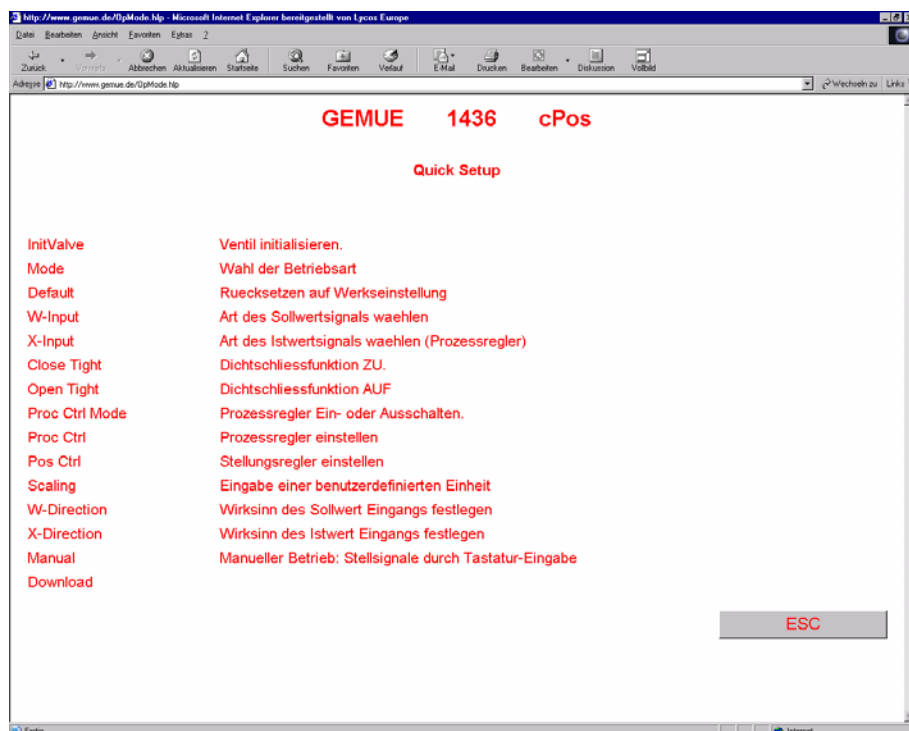 http://www.gemue.de/OpMode.hlp - Microsoft Internet Explorer bereitgestellt von Lycos Europe
Datei Bearbeiten Ansicht Favoriten Extras ?
Zurück Vorwärts Abbrechen Aktualisieren Startseite Suchen Favoriten Verlauf E-Mail Drucken Bearbeiten Diskussion Vollbild
Adresse http://www.gemue.de/OpMode.hlp Wechseln zu Links
GEMUE 1436 cPos
Quick Setup
InitValve Ventil initialisieren.
Mode Wahl der Betriebsart
Default Ruecksetzen auf Werkseinstellung
W-Input Art des Sollwertsignals waehlen
X-Input Art des Istwertsignals waehlen (Prozessregler)
Close Tight Dichtschliessfunktion ZU.
Open Tight Dichtschliessfunktion AUF
Proc Ctrl Mode Prozessregler Ein- oder Ausschalten.
Proc Ctrl Prozessregler einstellen
Pos Ctrl Stellungsregler einstellen
Scaling Eingabe einer benutzerdefinierten Einheit
W-Direction Wirksinn des Sollwert Eingangs festlegen
X-Direction Wirksinn des Istwert Eingangs festlegen
Manual Manueller Betrieb: Stellsignale durch Tastatur-Eingabe
Download
ESC
Fertig Internet